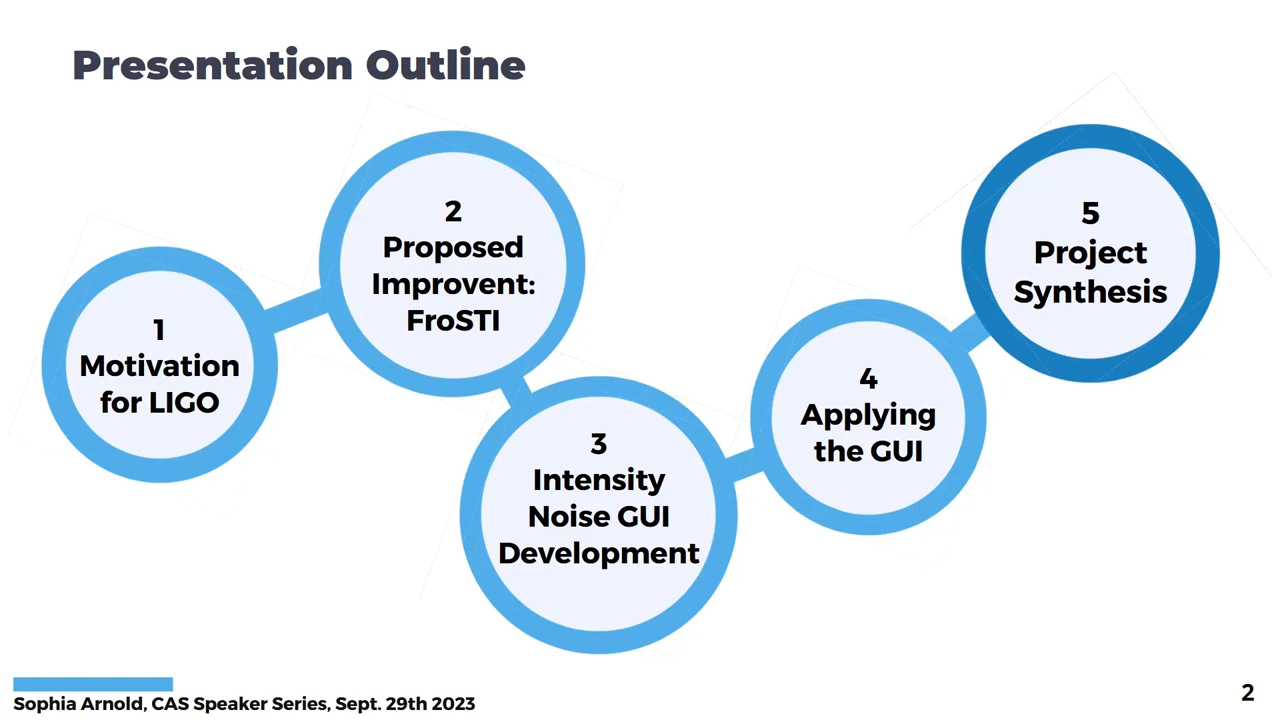 Presentation Outline
1
Motivation
for LIGO
2
Proposed
Improvent:
FroSTI
3
Intensity
Noise GUI
Development
4
Applying
the GUI
5
Project
Synthesis
Sophia Arnold, CAS Speaker Series, Sept. 29th 2023
2